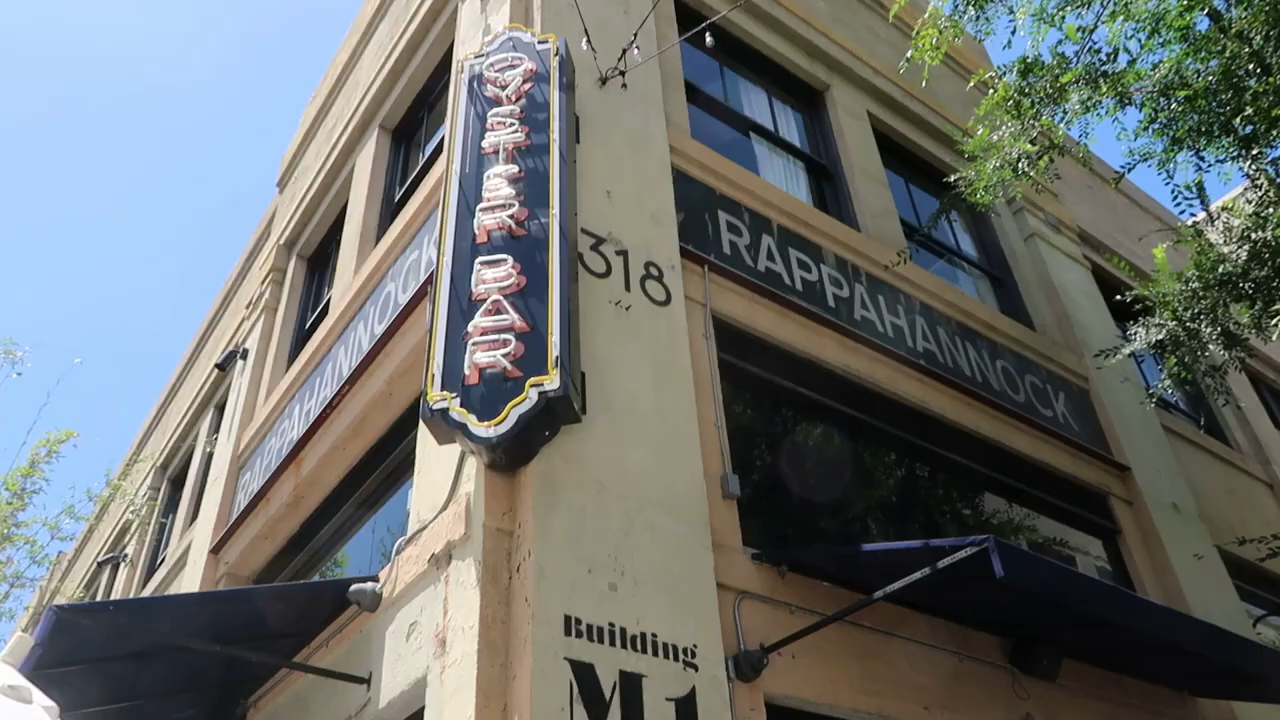 OYSTER BAR
318
RAPPAHANNOCK
RAPPAHANNOCK
Building
M1